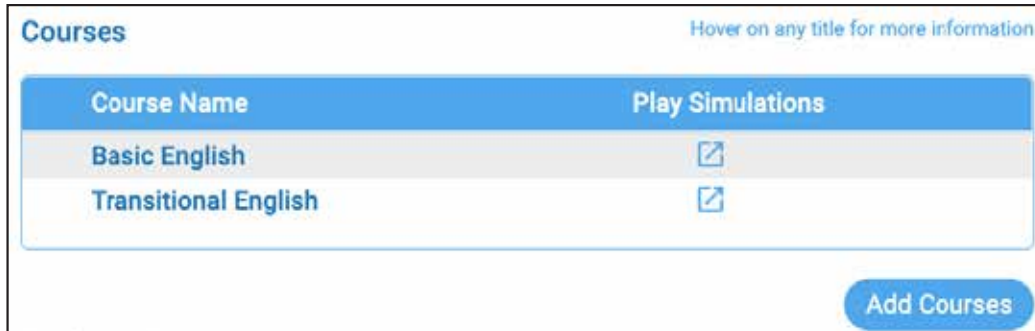 Courses
Hover on any title for more information
Course Name Play Simulations
Basic English
Transitional English
Add Courses